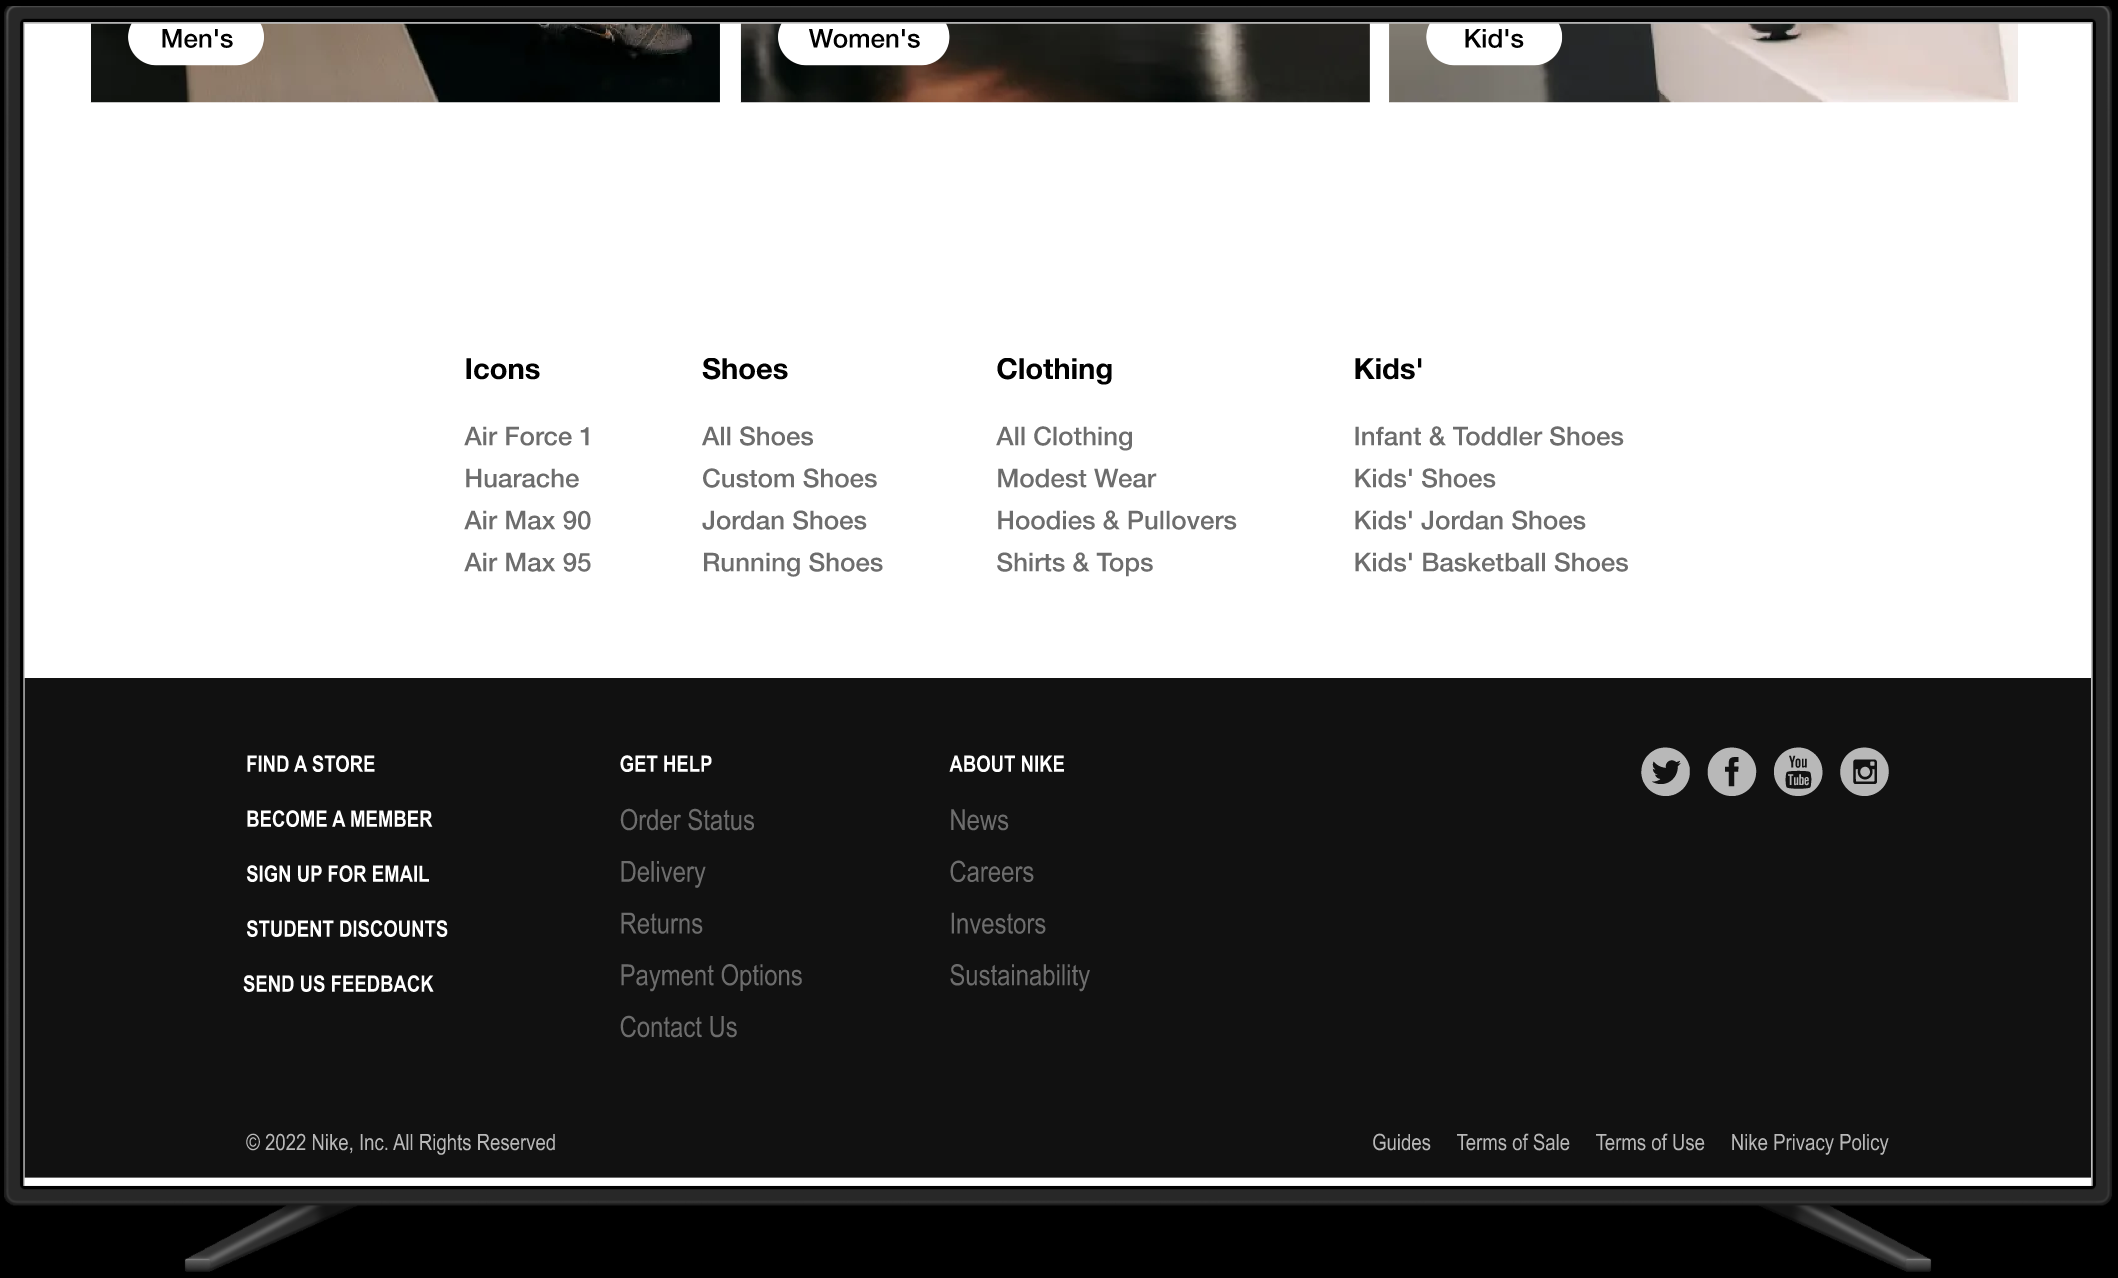 Men's
Women's
Kid's
Icons
Air Force 1
Huarache
Air Max 90
Air Max 95
Shoes
All Shoes
Custom Shoes
Jordan Shoes
Running Shoes
Clothing
All Clothing
Modest Wear
Hoodies & Pullovers
Shirts & Tops
Kids'
Infant & Toddler Shoes
Kids' Shoes
Kids' Jordan Shoes
Kids' Basketball Shoes
FIND A STORE
BECOME A MEMBER
SIGN UP FOR EMAIL
STUDENT DISCOUNTS
SEND US FEEDBACK
GET HELP
Order Status
Delivery
Returns
Payment Options
Contact Us
ABOUT NIKE
News
Careers
Investors
Sustainability
You
Tube
© 2022 Nike, Inc. All Rights Reserved
Guides
Terms of Sale
Terms of Use
Nike Privacy Policy